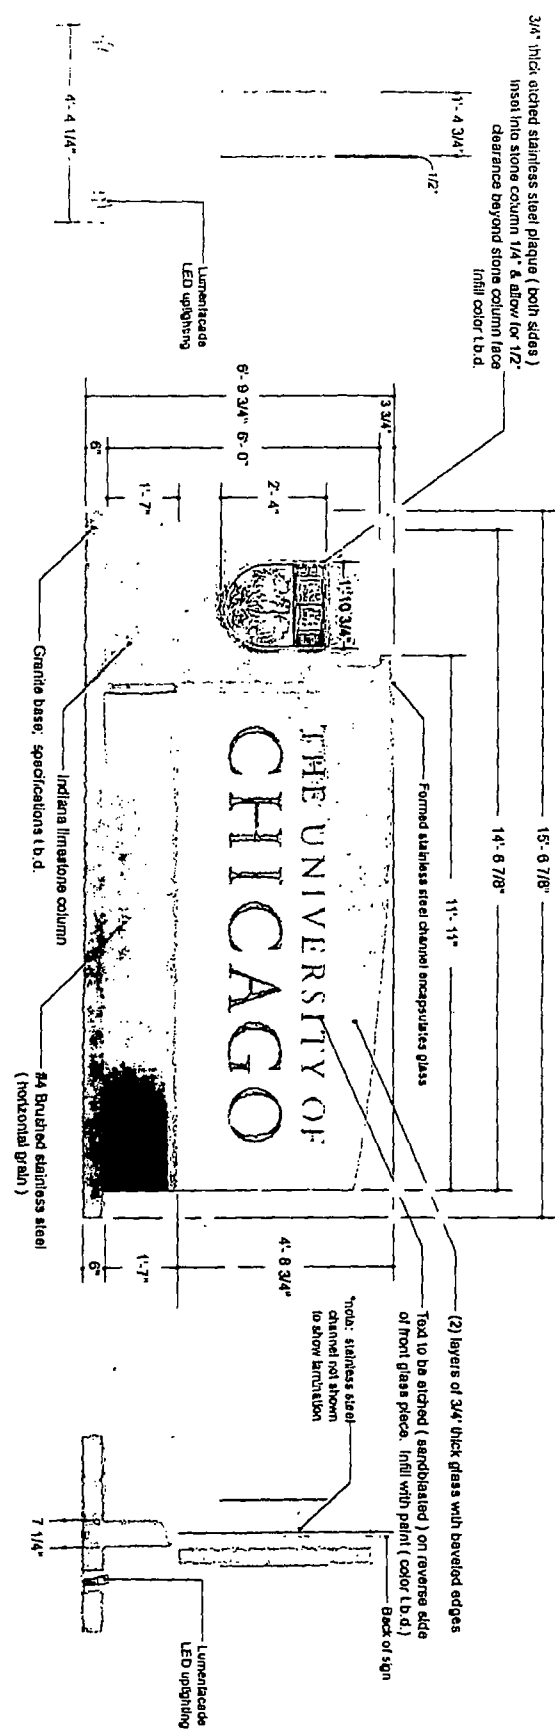 3/4" thick etched stainless steel plaque ( both sides )
inset into stone column 1/4" & allow for 1/2"
clearance beyond stone column face
Infill color t.b.d.
1'- 4 3/4"
1/2"
4'- 4 1/4"
Lumenfacade
LED uplighting
15'- 6 7/8"
14'- 6 7/8"
11'- 11"
Formed stainless steel channel encapsulates glass
3 3/4"
6'- 9 3/4"
6'- 0"
2'- 4"
1'- 7"
6"
1'-10 3/4"
THE UNIVERSITY OF
CHICAGO
Granite base; specifications t.b.d.
Indiana limestone column
#4 Brushed stainless steel
( horizontal grain )
4'- 8 3/4"
1'-7"
6"
(2) layers of 3/4" thick glass with beveled edges
Text to be etched ( sandblasted ) on reverse side
of front glass piece. Infill with paint ( color t.b.d.)
*note: stainless steel
channel not shown
to show lamination
Back of sign
7 1/4"
Lumenfacade
LED uplighting